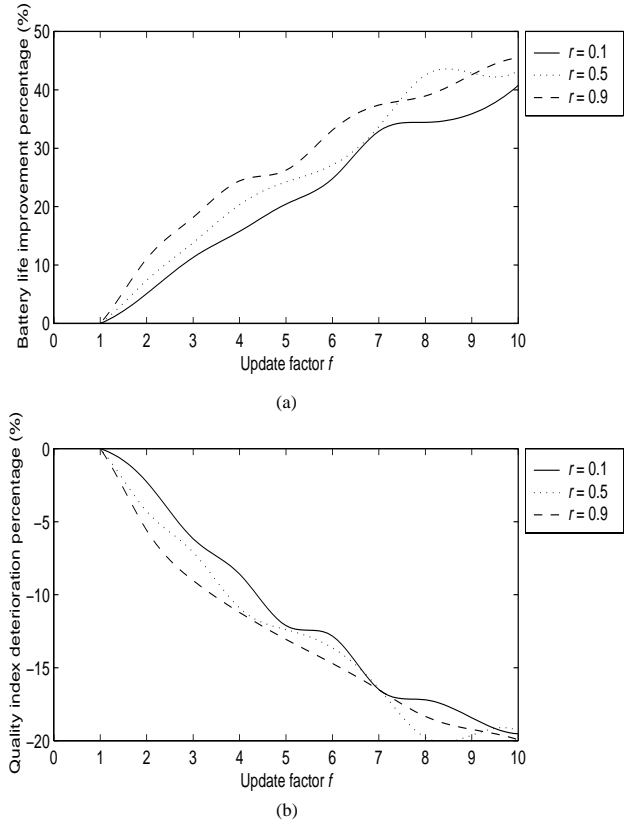 Battery life improvement percentage (%)
50
40
30
20
10
0
0 1 2 3 4 5 6 7 8 9 10
Update factor f
r = 0.1
r = 0.5
r = 0.9
(a)
Quality index deterioration percentage (%)
0
−5
−10
−15
−20
0 1 2 3 4 5 6 7 8 9 10
Update factor f
r = 0.1
r = 0.5
r = 0.9
(b)